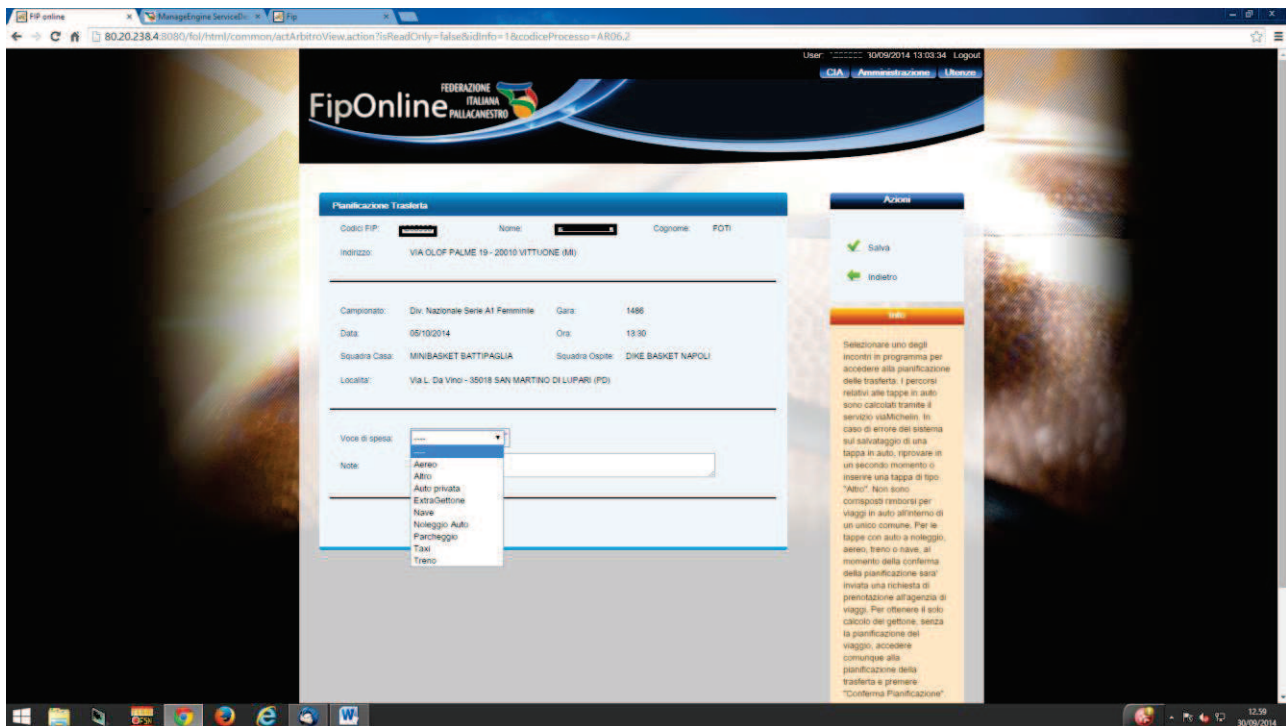 FIP online
ManageEngine ServiceDe
Fip
80.20.238.4:8080/fol/html/common/actArbitroView.action?isReadOnly=false&idInfo=1&codiceProcesso=AR06.2
User: 30/09/2014 13:03:34 Logout
CIA Amministrazione Utenze
FipOnline
FEDERAZIONE
ITALIANA
PALLACANESTRO
Pianificazione Trasferta
Codici FIP: Nome: Cognome: FOTI
Indirizzo: VIA OLOF PALME 19 - 20010 VITTUONE (MI)
Campionato: Div. Nazionale Serie A1 Femminile Gara: 1486
Data: 05/10/2014 Ora: 13:30
Squadra Casa: MINIBASKET BATTIPAGLIA Squadra Ospite: DIKE BASKET NAPOLI
Localita': Via L. Da Vinci - 35018 SAN MARTINO DI LUPARI (PD)
Voce di spesa: ----- *
-----
Note:
Aereo
Altro
Auto privata
ExtraGettone
Nave
Noleggio Auto
Parcheggio
Taxi
Treno
Azioni
Salva
Indietro
Info
Selezionare uno degli
incontri in programma per
accedere alla pianificazione
delle trasferta. I percorsi
relativi alle tappe in auto
sono calcolati tramite il
servizio viaMichelin. In
caso di errore del sistema
sul salvataggio di una
tappa in auto, riprovare in
un secondo momento o
inserire una tappa di tipo
"Altro". Non sono
corrisposti rimborsi per
viaggi in auto all'interno di
un unico comune. Per le
tappe con auto a noleggio,
aereo, treno o nave, al
momento della conferma
della pianificazione sara'
inviata una richiesta di
prenotazione all'agenzia di
viaggi. Per ottenere il solo
calcolo del gettone, senza
la pianificazione del
viaggio, accedere
comunque alla
pianificazione della
trasferta e premere
"Conferma Pianificazione".
12.59
30/09/2014